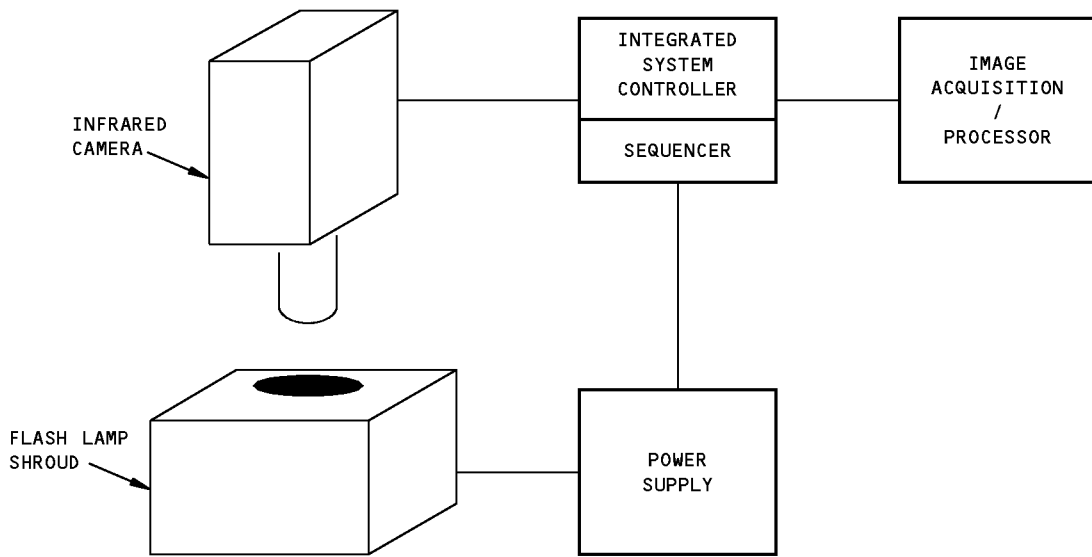 INFRARED
CAMERA
INTEGRATED
SYSTEM
CONTROLLER
SEQUENCER
IMAGE
ACQUISITION
/
PROCESSOR
FLASH LAMP
SHROUD
POWER
SUPPLY